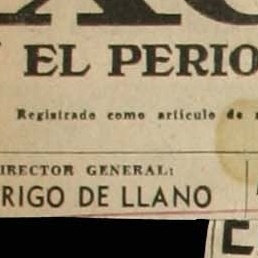 EL PERIO
Registrado como artículo de
DIRECTOR GENERAL:
RIGO DE LLANO
E